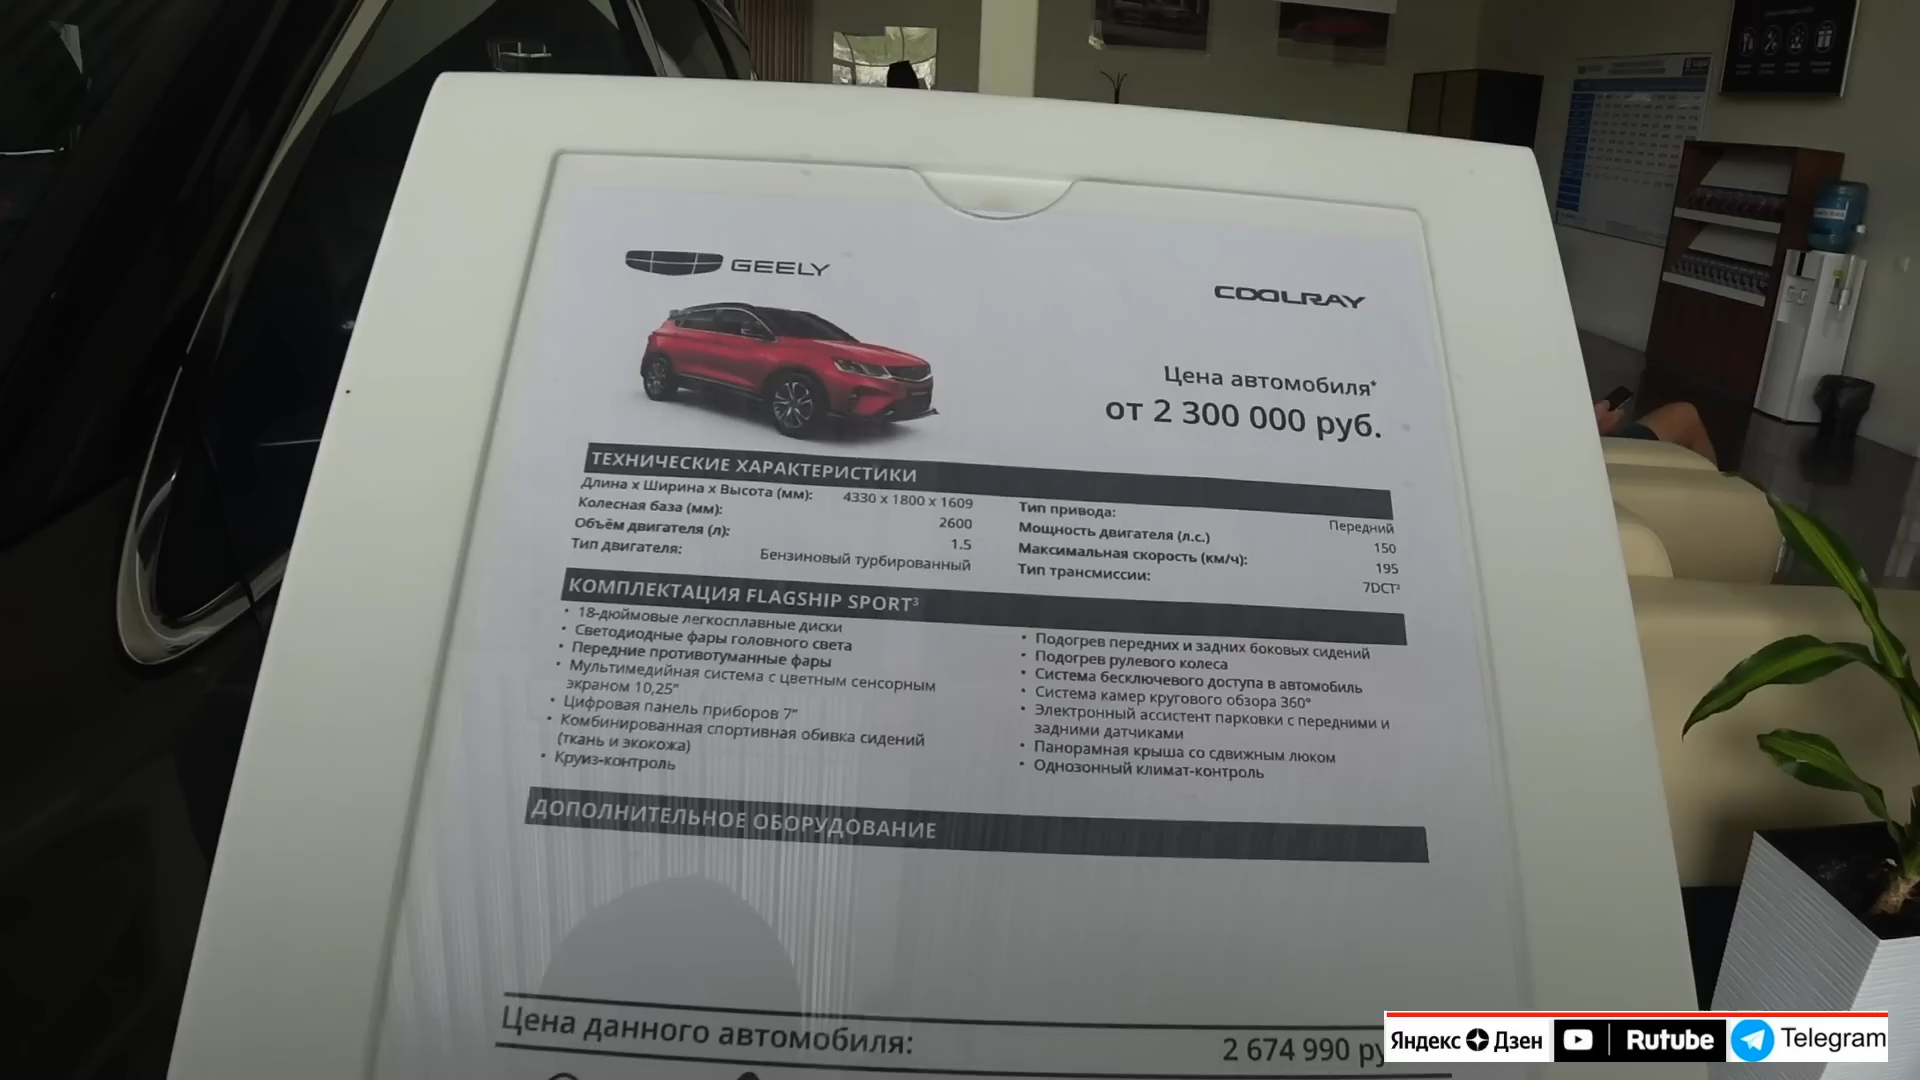 GEELY
COOLRAY
Цена автомобиля*
от 2 300 000 руб.
ТЕХНИЧЕСКИЕ ХАРАКТЕРИСТИКИ
Длина х Ширина х Высота (мм): 4330 x 1800 x 1609
Колесная база (мм): 2600
Объём двигателя (л): 1.5
Тип двигателя: Бензиновый турбированный
Тип привода: Передний
Мощность двигателя (л.с.) 150
Максимальная скорость (км/ч): 195
Тип трансмиссии: 7DCT³
КОМПЛЕКТАЦИЯ FLAGSHIP SPORT³
• 18-дюймовые легкосплавные диски
• Светодиодные фары головного света
• Передние противотуманные фары
• Мультимедийная система с цветным сенсорным
экраном 10,25”
• Цифровая панель приборов 7”
• Комбинированная спортивная обивка сидений
(ткань и экокожа)
• Круиз-контроль
• Подогрев передних и задних боковых сидений
• Подогрев рулевого колеса
• Система бесключевого доступа в автомобиль
• Система камер кругового обзора 360°
• Электронный ассистент парковки с передними и
задними датчиками
• Панорамная крыша со сдвижным люком
• Однозонный климат-контроль
ДОПОЛНИТЕЛЬНОЕ ОБОРУДОВАНИЕ
Цена данного автомобиля: 2 674 990 ру
Яндекс Дзен Rutube Telegram